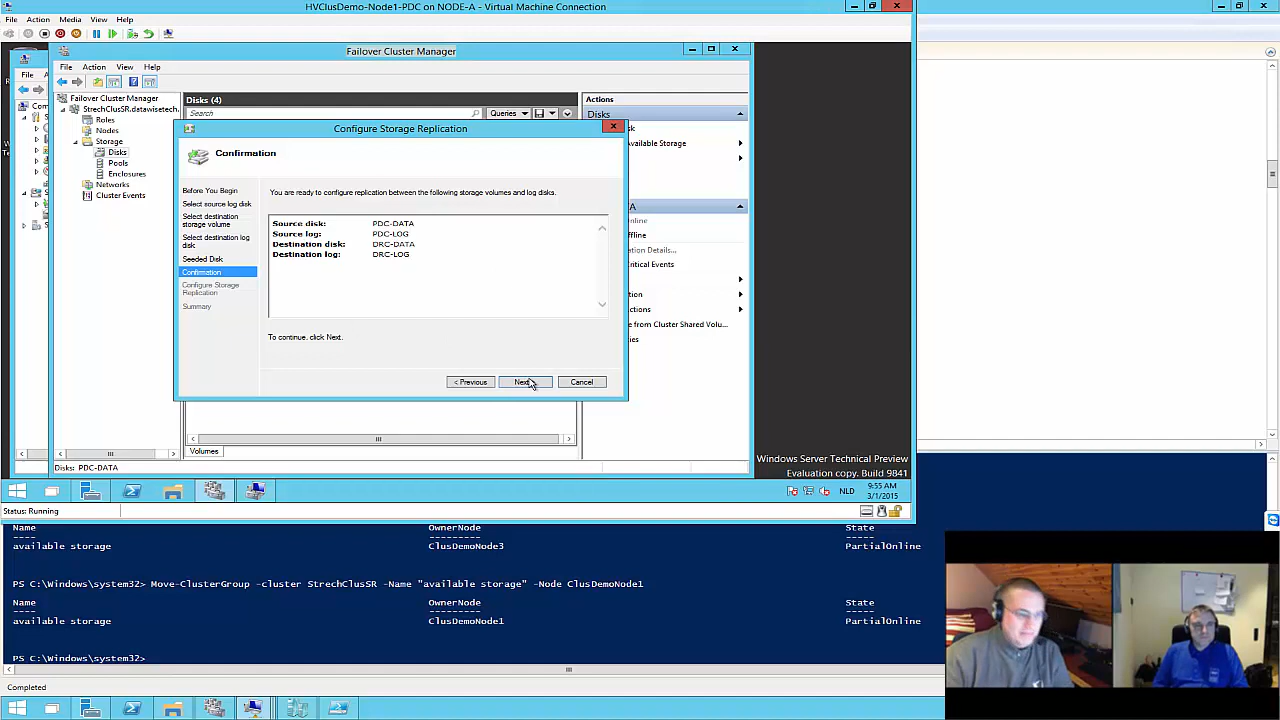 HVClusDemo-Node1-PDC on NODE-A - Virtual Machine Connection
File Action Media View Help
Failover Cluster Manager
File Action View Help
File
Failover Cluster Manager
StrechClusSR.datawisetech.
Roles
Nodes
Storage
Disks
Pools
Enclosures
Networks
Cluster Events
Disks (4)
Search
Queries
Actions
Disks
Available Storage
Offline
Critical Events
e from Cluster Shared Volu...
Configure Storage Replication
Confirmation
Before You Begin
Select source log disk
Select destination
storage volume
Select destination log
disk
Seeded Disk
Confirmation
Configure Storage
Replication
Summary
You are ready to configure replication between the following storage volumes and log disks.
Source disk: PDC-DATA
Source log: PDC-LOG
Destination disk: DRC-DATA
Destination log: DRC-LOG
To continue, click Next.
< Previous
Next
Cancel
Volumes
Disks: PDC-DATA
Windows Server Technical Preview
Evaluation copy. Build 9841
NLD
9:55 AM
3/1/2015
Status: Running
Name OwnerNode State
---- --------- -----
available storage ClusDemoNode3 PartialOnline
PS C:\Windows\system32> Move-ClusterGroup -cluster StrechClusSR -Name "available storage" -Node ClusDemoNode1
Name OwnerNode State
---- --------- -----
available storage ClusDemoNode1 PartialOnline
PS C:\Windows\system32>
Completed